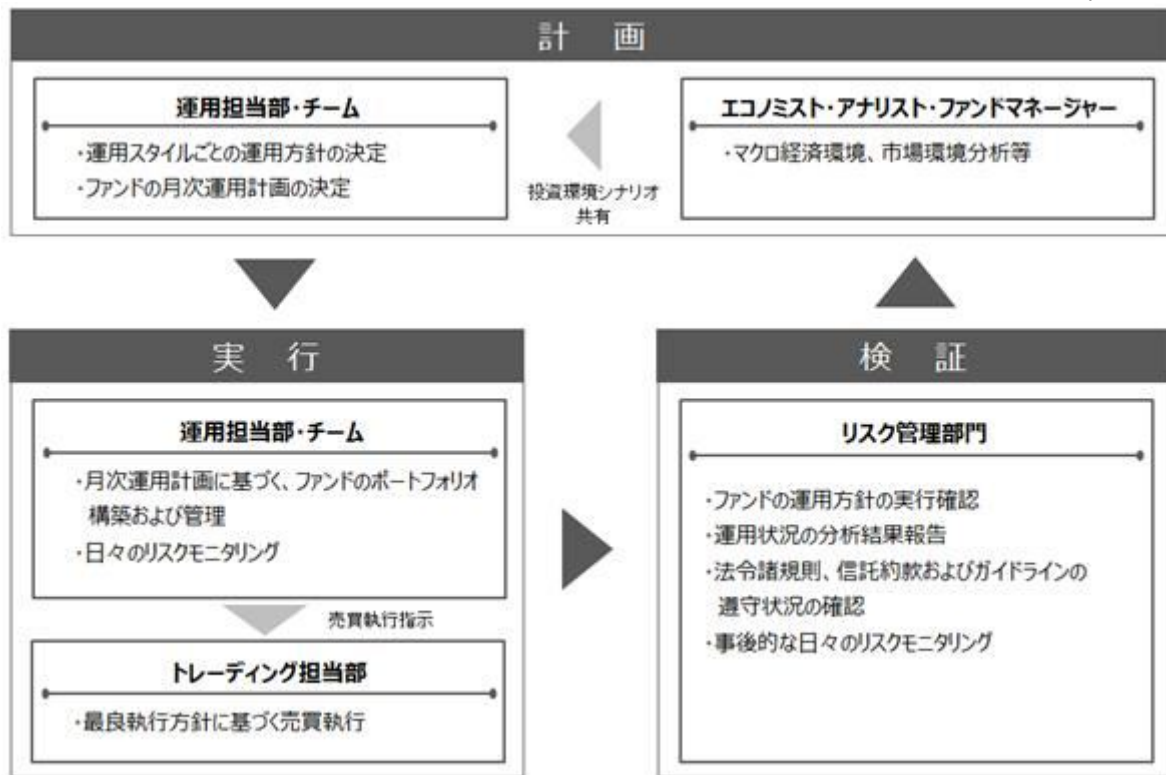 計 画
運用担当部・チーム
・運用スタイルごとの運用方針の決定
・ファンドの月次運用計画の決定
投資環境シナリオ
共有
エコノミスト・アナリスト・ファンドマネージャー
・マクロ経済環境、市場環境分析等
実 行
運用担当部・チーム
・月次運用計画に基づく、ファンドのポートフォリオ
構築および管理
・日々のリスクモニタリング
売買執行指示
トレーディング担当部
・最良執行方針に基づく売買執行
検 証
リスク管理部門
・ファンドの運用方針の実行確認
・運用状況の分析結果報告
・法令諸規則、信託約款およびガイドラインの
遵守状況の確認
・事後的な日々のリスクモニタリング